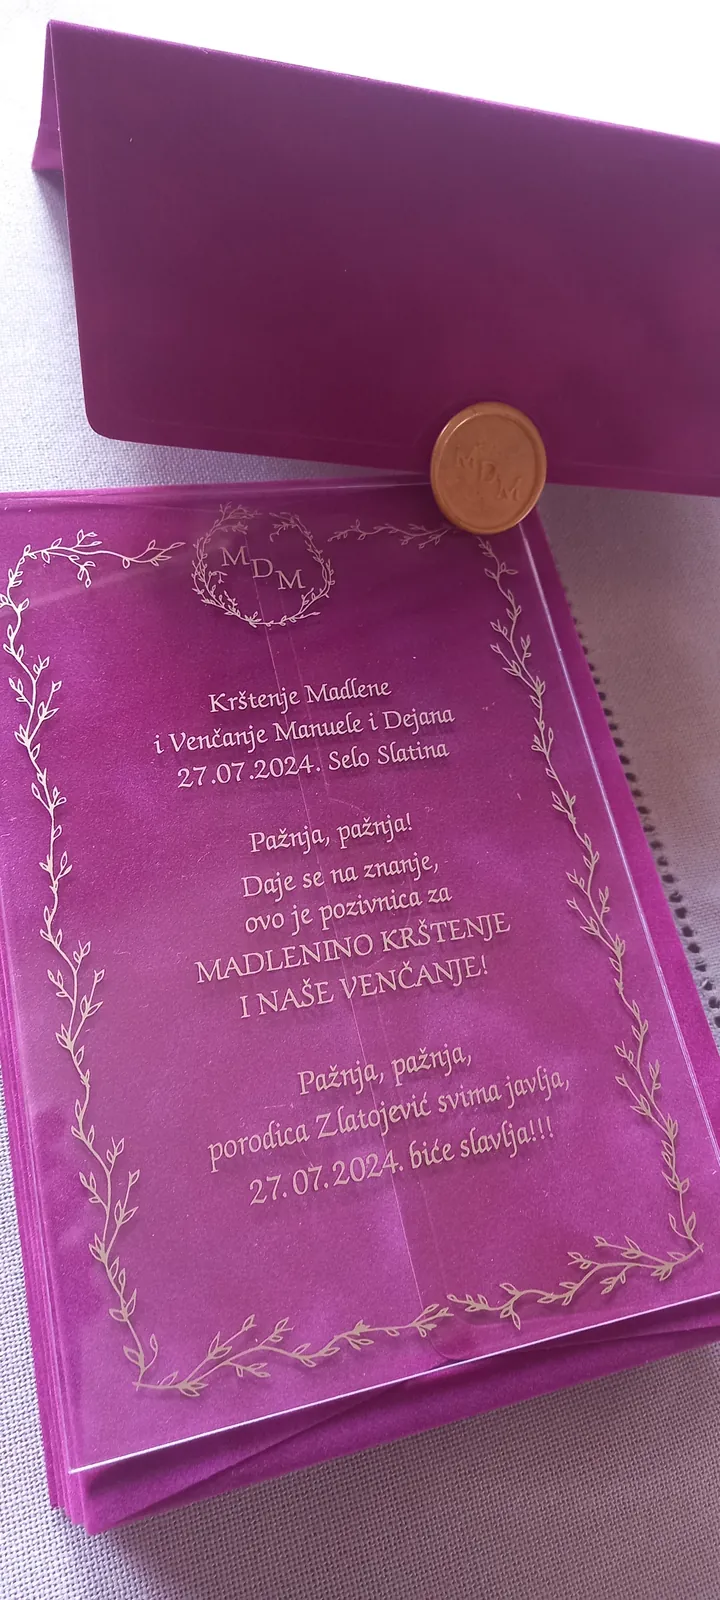 MDM
MDM
Krštenje Madlene
i Venčanje Manuele i Dejana
27.07.2024. Selo Slatina
Pažnja, pažnja!
Daje se na znanje,
ovo je pozivnica za
MADLENINO KRŠTENJE
I NAŠE VENČANJE!
Pažnja, pažnja,
porodica Zlatojević svima javlja,
27.07.2024. biće slavlja!!!